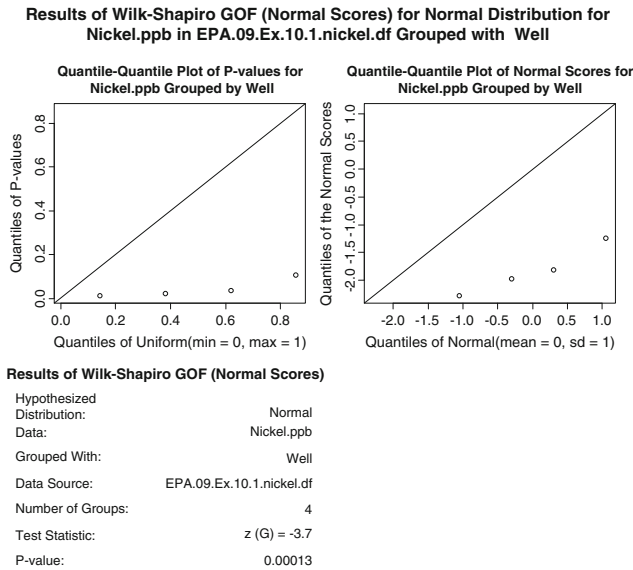 Results of Wilk-Shapiro GOF (Normal Scores) for Normal Distribution for
Nickel.ppb in EPA.09.Ex.10.1.nickel.df Grouped with Well
Quantile-Quantile Plot of P-values for
Nickel.ppb Grouped by Well
Quantiles of P-values
0.0 0.2 0.4 0.6 0.8
0.0 0.2 0.4 0.6 0.8
Quantiles of Uniform(min = 0, max = 1)
Quantile-Quantile Plot of Normal Scores for
Nickel.ppb Grouped by Well
Quantiles of the Normal Scores
-2.0 -1.5 -1.0 -0.5 0.0 0.5 1.0
-2.0 -1.5 -1.0 -0.5 0.0 0.5 1.0
Quantiles of Normal(mean = 0, sd = 1)
Results of Wilk-Shapiro GOF (Normal Scores)
Hypothesized
Distribution: Normal
Data: Nickel.ppb
Grouped With: Well
Data Source: EPA.09.Ex.10.1.nickel.df
Number of Groups: 4
Test Statistic: z (G) = -3.7
P-value: 0.00013